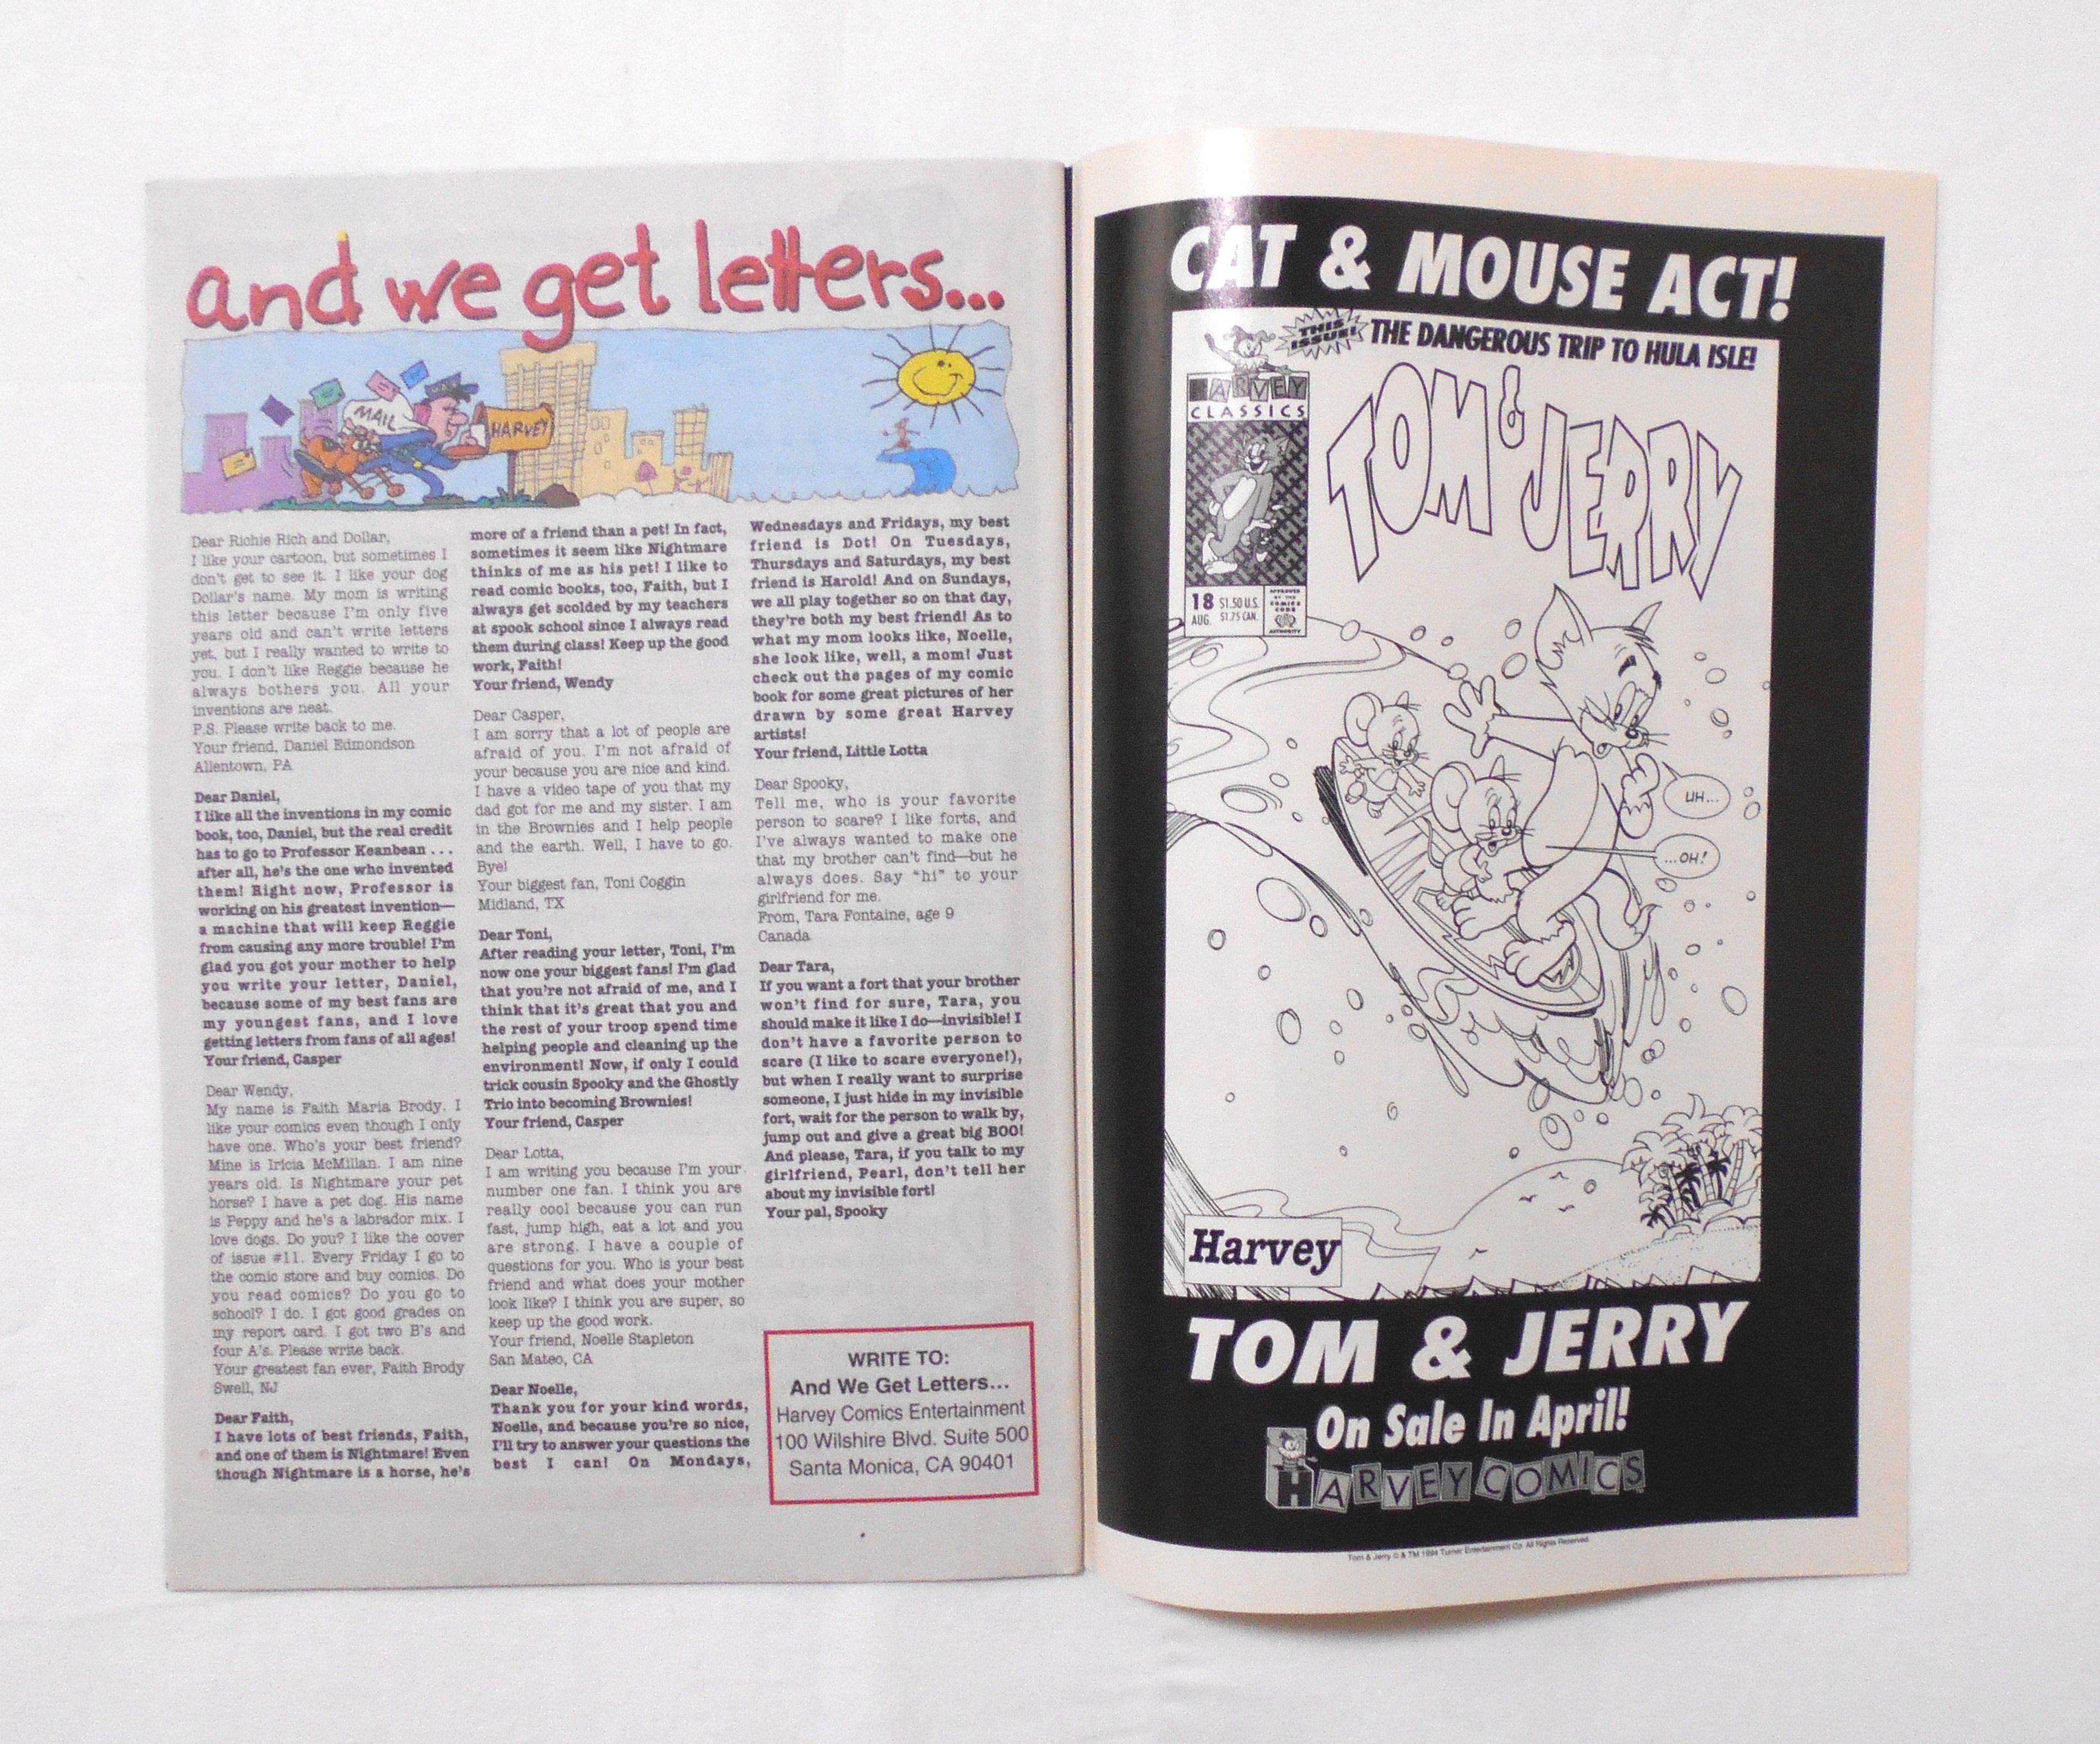 and we get letters...
MAIL
HARVEY
Dear Richie Rich and Dollar,
I like your cartoon, but sometimes I
don't get to see it. I like your dog
Dollar's name. My mom is writing
this letter because I'm only five
years old and can't write letters
yet, but I really wanted to write to
you. I don't like Reggie because he
always bothers you. All your
inventions are neat.
P.S. Please write back to me.
Your friend, Daniel Edmondson
Allentown, PA
Dear Daniel,
I like all the inventions in my comic
book, too, Daniel, but the real credit
has to go to Professor Keanbean . . .
after all, he's the one who invented
them! Right now, Professor is
working on his greatest invention—
a machine that will keep Reggie
from causing any more trouble! I'm
glad you got your mother to help
you write your letter, Daniel,
because some of my best fans are
my youngest fans, and I love
getting letters from fans of all ages!
Your friend, Casper
Dear Wendy,
My name is Faith Maria Brody. I
like your comics even though I only
have one. Who's your best friend?
Mine is Iricia McMillan. I am nine
years old. Is Nightmare your pet
horse? I have a pet dog. His name
is Peppy and he's a labrador mix. I
love dogs. Do you? I like the cover
of issue #11. Every Friday I go to
the comic store and buy comics. Do
you read comics? Do you go to
school? I do. I got good grades on
my report card. I got two B's and
four A's. Please write back.
Your greatest fan ever, Faith Brody
Swell, NJ
Dear Faith,
I have lots of best friends, Faith,
and one of them is Nightmare! Even
though Nightmare is a horse, he's
more of a friend than a pet! In fact,
sometimes it seem like Nightmare
thinks of me as his pet! I like to
read comic books, too, Faith, but I
always get scolded by my teachers
at spook school since I always read
them during class! Keep up the good
work, Faith!
Your friend, Wendy
Dear Casper,
I am sorry that a lot of people are
afraid of you. I'm not afraid of
your because you are nice and kind.
I have a video tape of you that my
dad got for me and my sister. I am
in the Brownies and I help people
and the earth. Well, I have to go.
Bye!
Your biggest fan, Toni Coggin
Midland, TX
Dear Toni,
After reading your letter, Toni, I'm
now one your biggest fans! I'm glad
that you're not afraid of me, and I
think that it's great that you and
the rest of your troop spend time
helping people and cleaning up the
environment! Now, if only I could
trick cousin Spooky and the Ghostly
Trio into becoming Brownies!
Your friend, Casper
Dear Lotta,
I am writing you because I'm your
number one fan. I think you are
really cool because you can run
fast, jump high, eat a lot and you
are strong. I have a couple of
questions for you. Who is your best
friend and what does your mother
look like? I think you are super, so
keep up the good work.
Your friend, Noelle Stapleton
San Mateo, CA
Dear Noelle,
Thank you for your kind words,
Noelle, and because you're so nice,
I'll try to answer your questions the
best I can! On Mondays,
Wednesdays and Fridays, my best
friend is Dot! On Tuesdays,
Thursdays and Saturdays, my best
friend is Harold! And on Sundays,
we all play together so on that day,
they're both my best friend! As to
what my mom looks like, Noelle,
she look like, well, a mom! Just
check out the pages of my comic
book for some great pictures of her
drawn by some great Harvey
artists!
Your friend, Little Lotta
Dear Spooky,
Tell me, who is your favorite
person to scare? I like forts, and
I've always wanted to make one
that my brother can't find—but he
always does. Say "hi" to your
girlfriend for me.
From, Tara Fontaine, age 9
Canada
Dear Tara,
If you want a fort that your brother
won't find for sure, Tara, you
should make it like I do—invisible! I
don't have a favorite person to
scare (I like to scare everyone!),
but when I really want to surprise
someone, I just hide in my invisible
fort, wait for the person to walk by,
jump out and give a great big BOO!
And please, Tara, if you talk to my
girlfriend, Pearl, don't tell her
about my invisible fort!
Your pal, Spooky
WRITE TO:
And We Get Letters...
Harvey Comics Entertainment
100 Wilshire Blvd. Suite 500
Santa Monica, CA 90401
CAT & MOUSE ACT!
THIS ISSUE! THE DANGEROUS TRIP TO HULA ISLE!
HARVEY
CLASSICS
TOM & JERRY
18 $1.50 U.S.
AUG. $1.75 CAN.
APPROVED
BY THE
COMICS
CODE
AUTHORITY
UH...
...OH!
Harvey
TOM & JERRY
On Sale In April!
HARVEY COMICS
Tom & Jerry © & TM 1994 Turner Entertainment Co. All Rights Reserved.